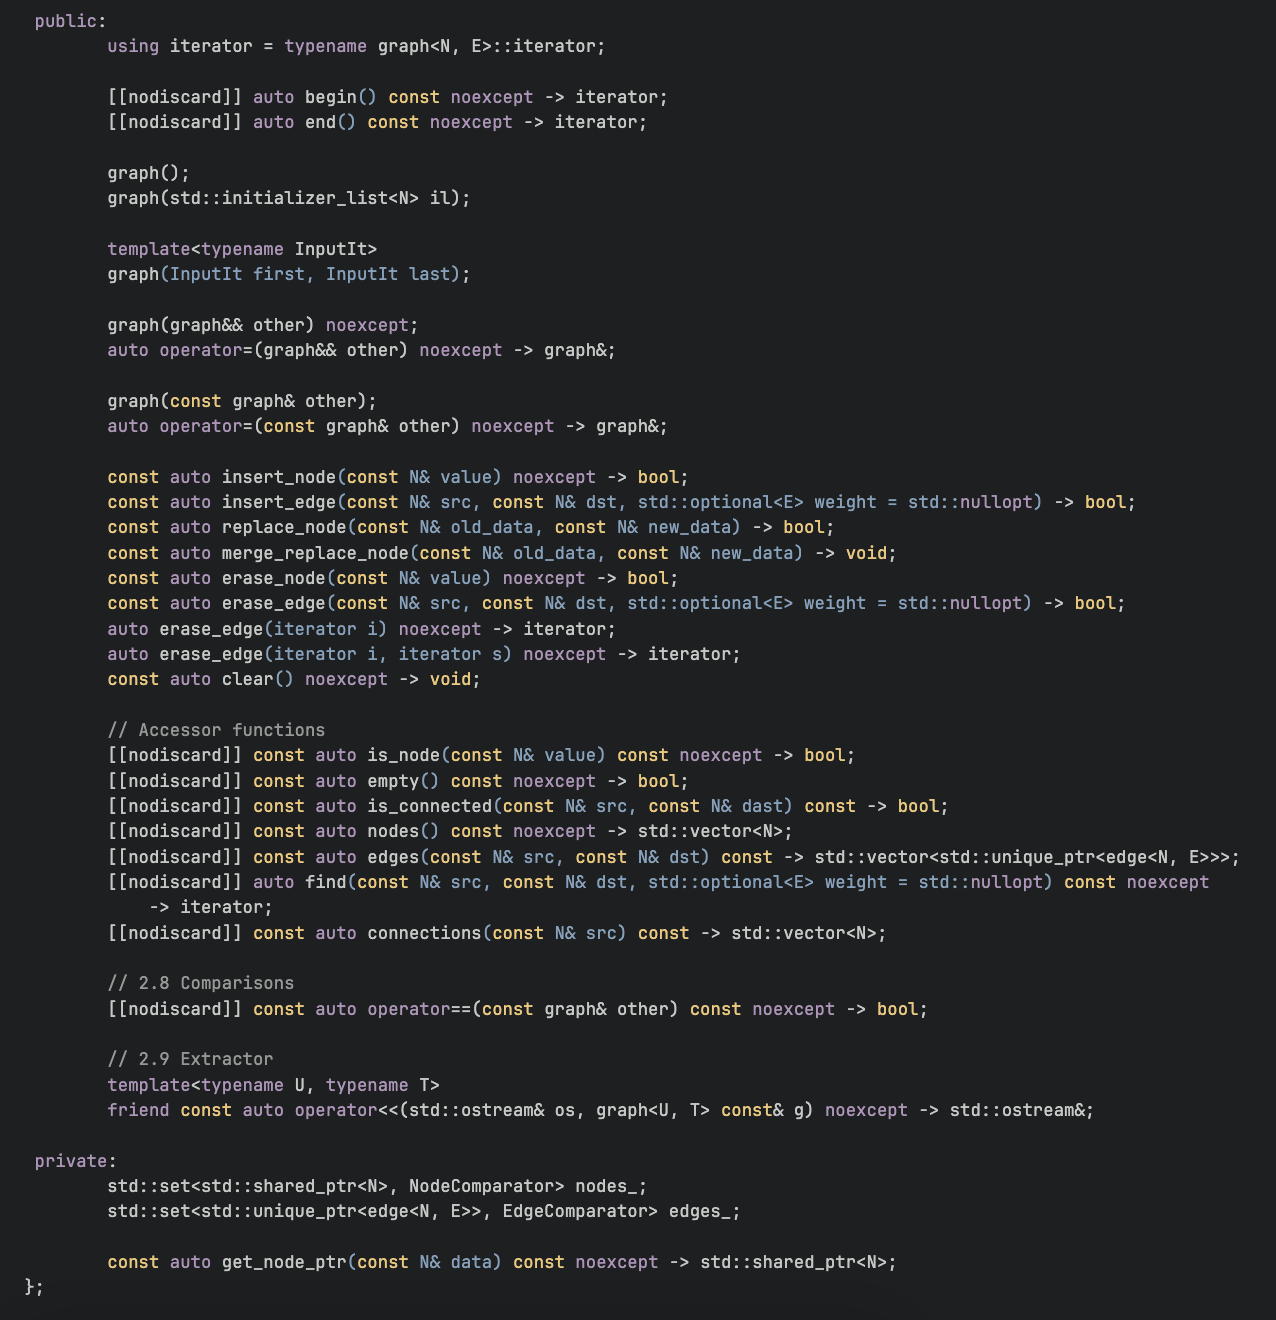 public:
using iterator = typename graph<N, E>::iterator;
[[nodiscard]] auto begin() const noexcept -> iterator;
[[nodiscard]] auto end() const noexcept -> iterator;
graph();
graph(std::initializer_list<N> il);
template<typename InputIt>
graph(InputIt first, InputIt last);
graph(graph&& other) noexcept;
auto operator=(graph&& other) noexcept -> graph&;
graph(const graph& other);
auto operator=(const graph& other) noexcept -> graph&;
const auto insert_node(const N& value) noexcept -> bool;
const auto insert_edge(const N& src, const N& dst, std::optional<E> weight = std::nullopt) -> bool;
const auto replace_node(const N& old_data, const N& new_data) -> bool;
const auto merge_replace_node(const N& old_data, const N& new_data) -> void;
const auto erase_node(const N& value) noexcept -> bool;
const auto erase_edge(const N& src, const N& dst, std::optional<E> weight = std::nullopt) -> bool;
auto erase_edge(iterator i) noexcept -> iterator;
auto erase_edge(iterator i, iterator s) noexcept -> iterator;
const auto clear() noexcept -> void;
// Accessor functions
[[nodiscard]] const auto is_node(const N& value) const noexcept -> bool;
[[nodiscard]] const auto empty() const noexcept -> bool;
[[nodiscard]] const auto is_connected(const N& src, const N& dast) const -> bool;
[[nodiscard]] const auto nodes() const noexcept -> std::vector<N>;
[[nodiscard]] const auto edges(const N& src, const N& dst) const -> std::vector<std::unique_ptr<edge<N, E>>>;
[[nodiscard]] auto find(const N& src, const N& dst, std::optional<E> weight = std::nullopt) const noexcept
-> iterator;
[[nodiscard]] const auto connections(const N& src) const -> std::vector<N>;
// 2.8 Comparisons
[[nodiscard]] const auto operator==(const graph& other) const noexcept -> bool;
// 2.9 Extractor
template<typename U, typename T>
friend const auto operator<<(std::ostream& os, graph<U, T> const& g) noexcept -> std::ostream&;
private:
std::set<std::shared_ptr<N>, NodeComparator> nodes_;
std::set<std::unique_ptr<edge<N, E>>, EdgeComparator> edges_;
const auto get_node_ptr(const N& data) const noexcept -> std::shared_ptr<N>;
};